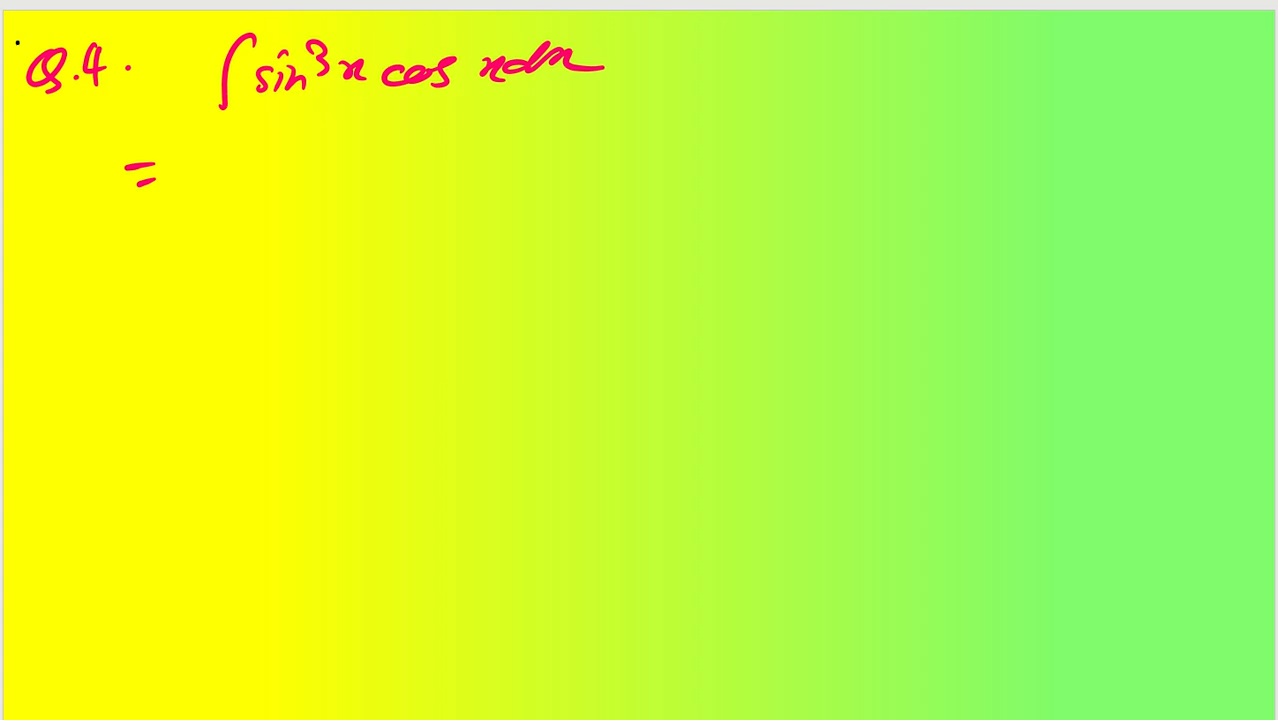 Q.4. ∫ sin³x cos x dx
=